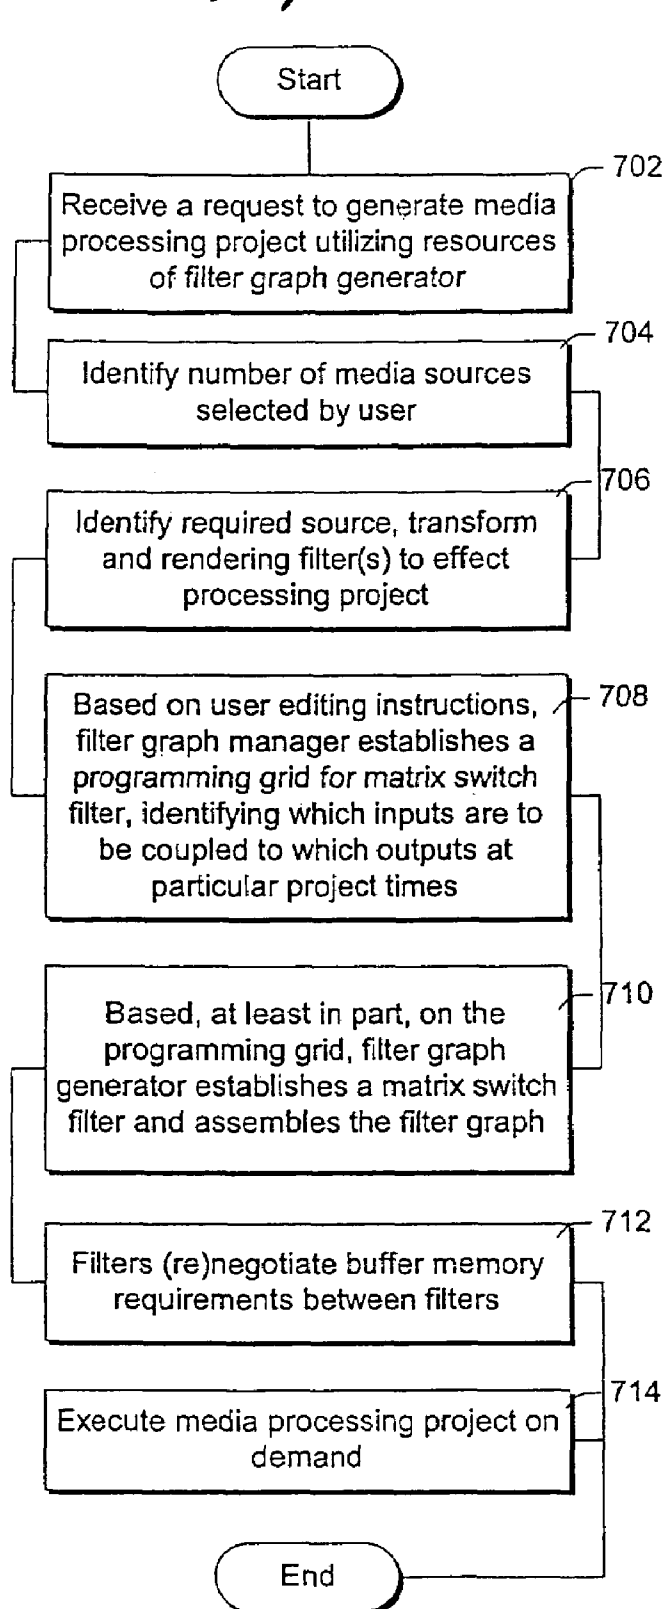 Start
702
Receive a request to generate media
processing project utilizing resources
of filter graph generator
704
Identify number of media sources
selected by user
706
Identify required source, transform
and rendering filter(s) to effect
processing project
708
Based on user editing instructions,
filter graph manager establishes a
programming grid for matrix switch
filter, identifying which inputs are to
be coupled to which outputs at
particular project times
710
Based, at least in part, on the
programming grid, filter graph
generator establishes a matrix switch
filter and assembles the filter graph
712
Filters (re)negotiate buffer memory
requirements between filters
714
Execute media processing project on
demand
End